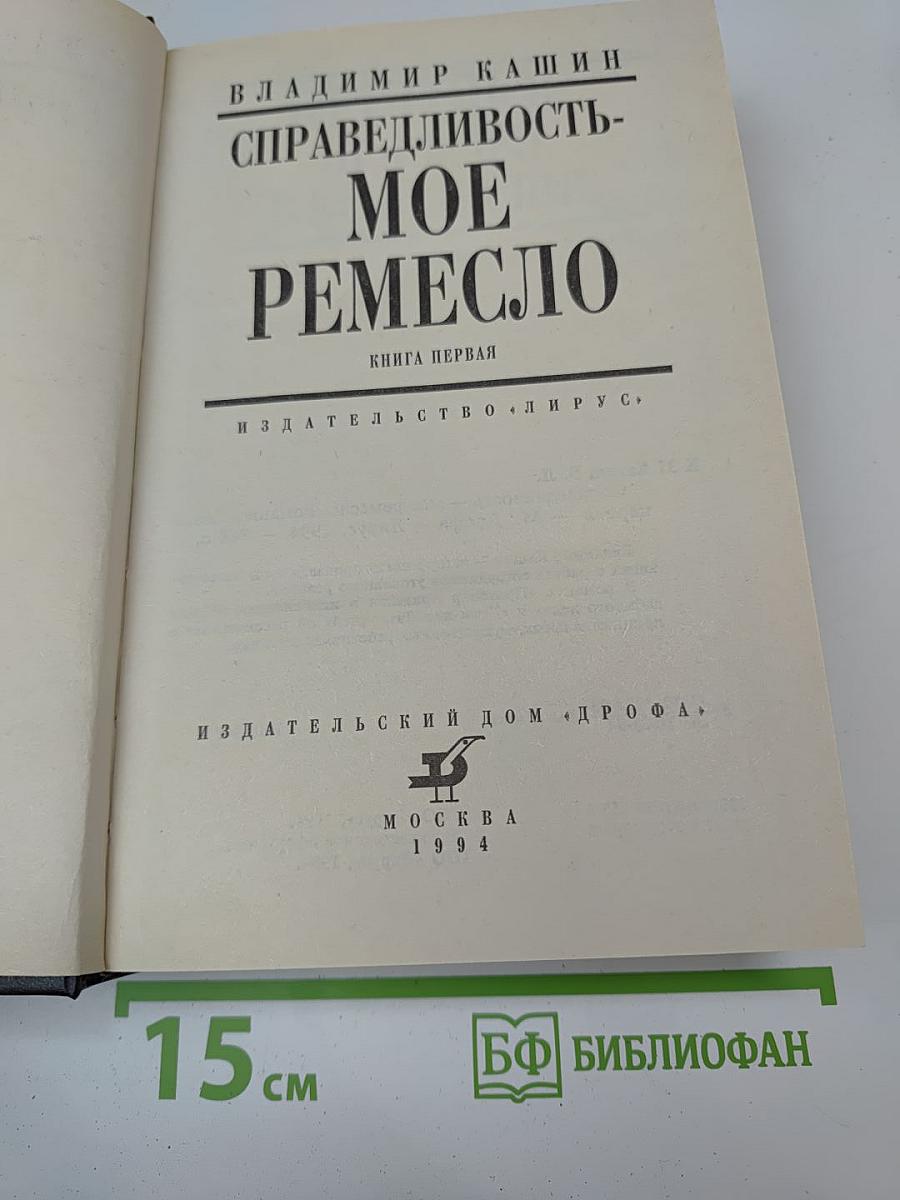 ВЛАДИМИР КАШИН
СПРАВЕДЛИВОСТЬ-
МОЕ
РЕМЕСЛО
КНИГА ПЕРВАЯ
ИЗДАТЕЛЬСТВО «ЛИРУС»
ИЗДАТЕЛЬСКИЙ ДОМ «ДРОФА»
МОСКВА
1994
15 см
БФ БИБЛИОФАН